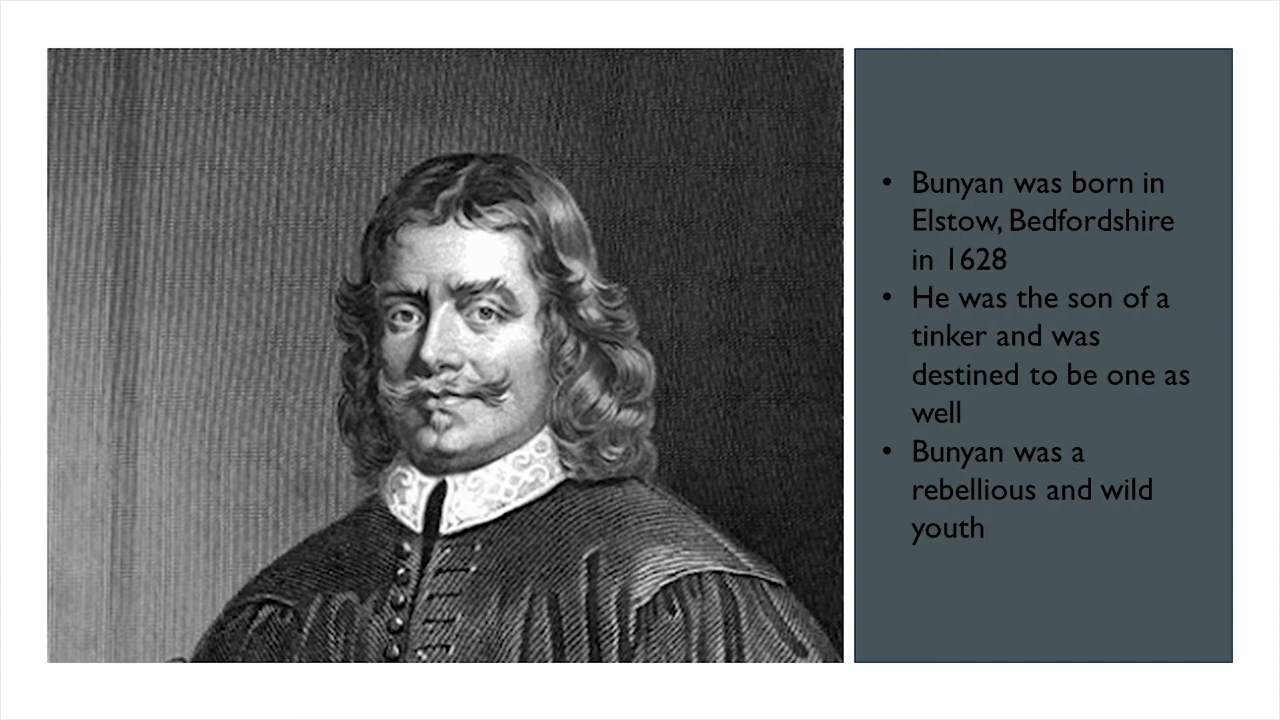 • Bunyan was born in
Elstow, Bedfordshire
in 1628
• He was the son of a
tinker and was
destined to be one as
well
• Bunyan was a
rebellious and wild
youth